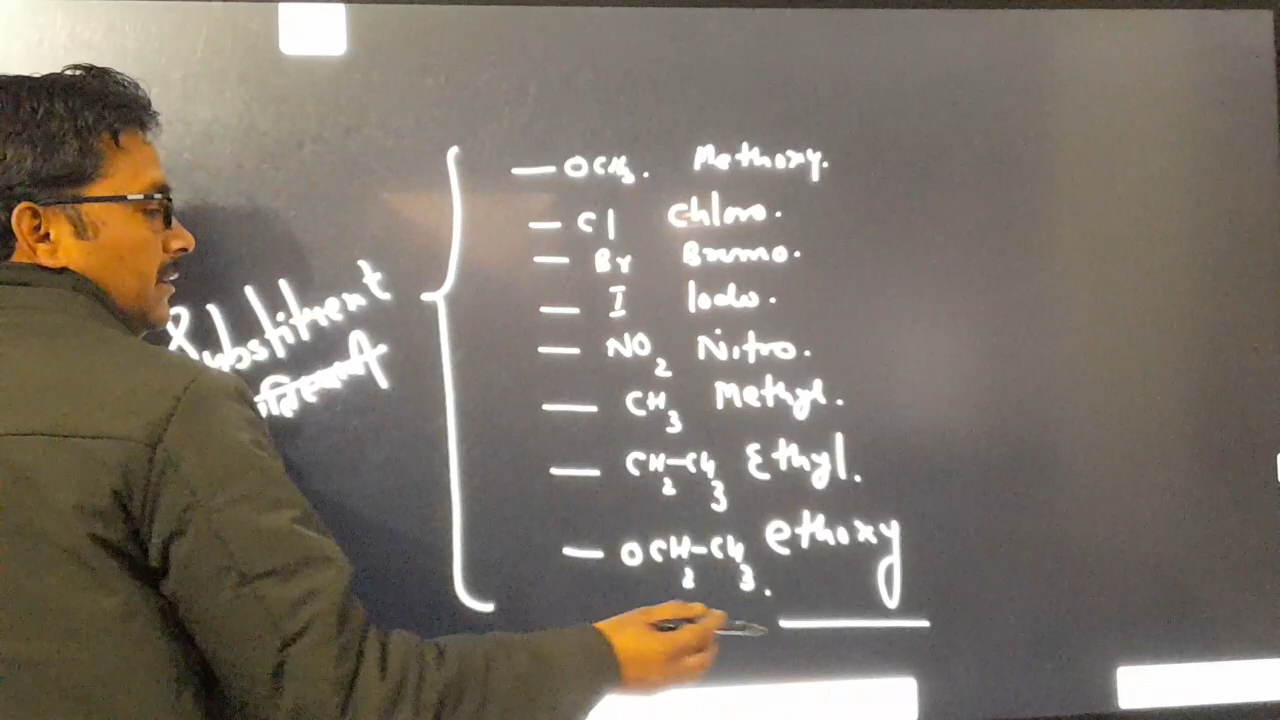 Substituent
— OCH₃. Methoxy.
— Cl Chloro.
— Br Bromo.
— I Iodo.
— NO₂ Nitro.
— CH₃ Methyl.
— CH₂–CH₃ Ethyl.
— OCH₂–CH₃. ethoxy